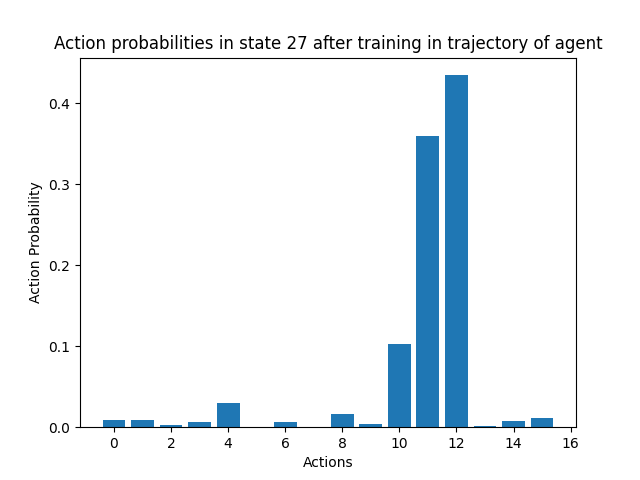 Action probabilities in state 27 after training in trajectory of agent
Action Probability
0.4
0.3
0.2
0.1
0.0
0 2 4 6 8 10 12 14 16
Actions